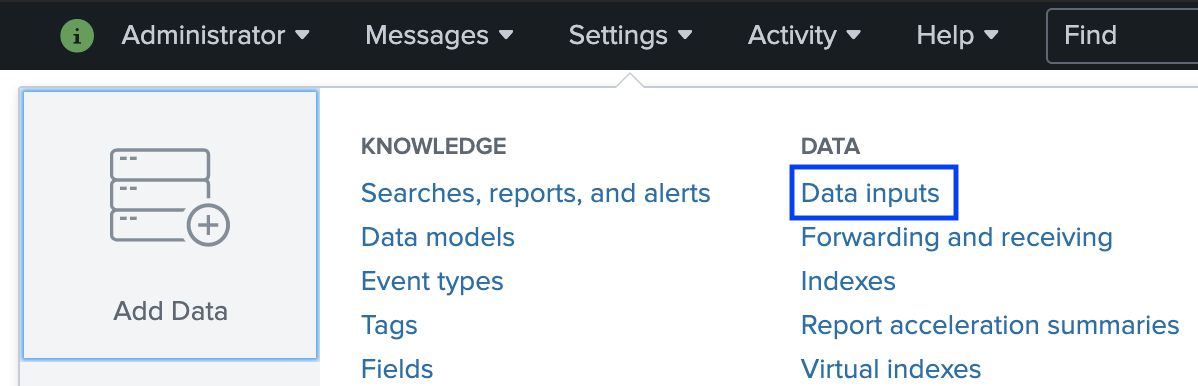 i Administrator Messages Settings Activity Help Find
Add Data
KNOWLEDGE
Searches, reports, and alerts
Data models
Event types
Tags
Fields
DATA
Data inputs
Forwarding and receiving
Indexes
Report acceleration summaries
Virtual indexes